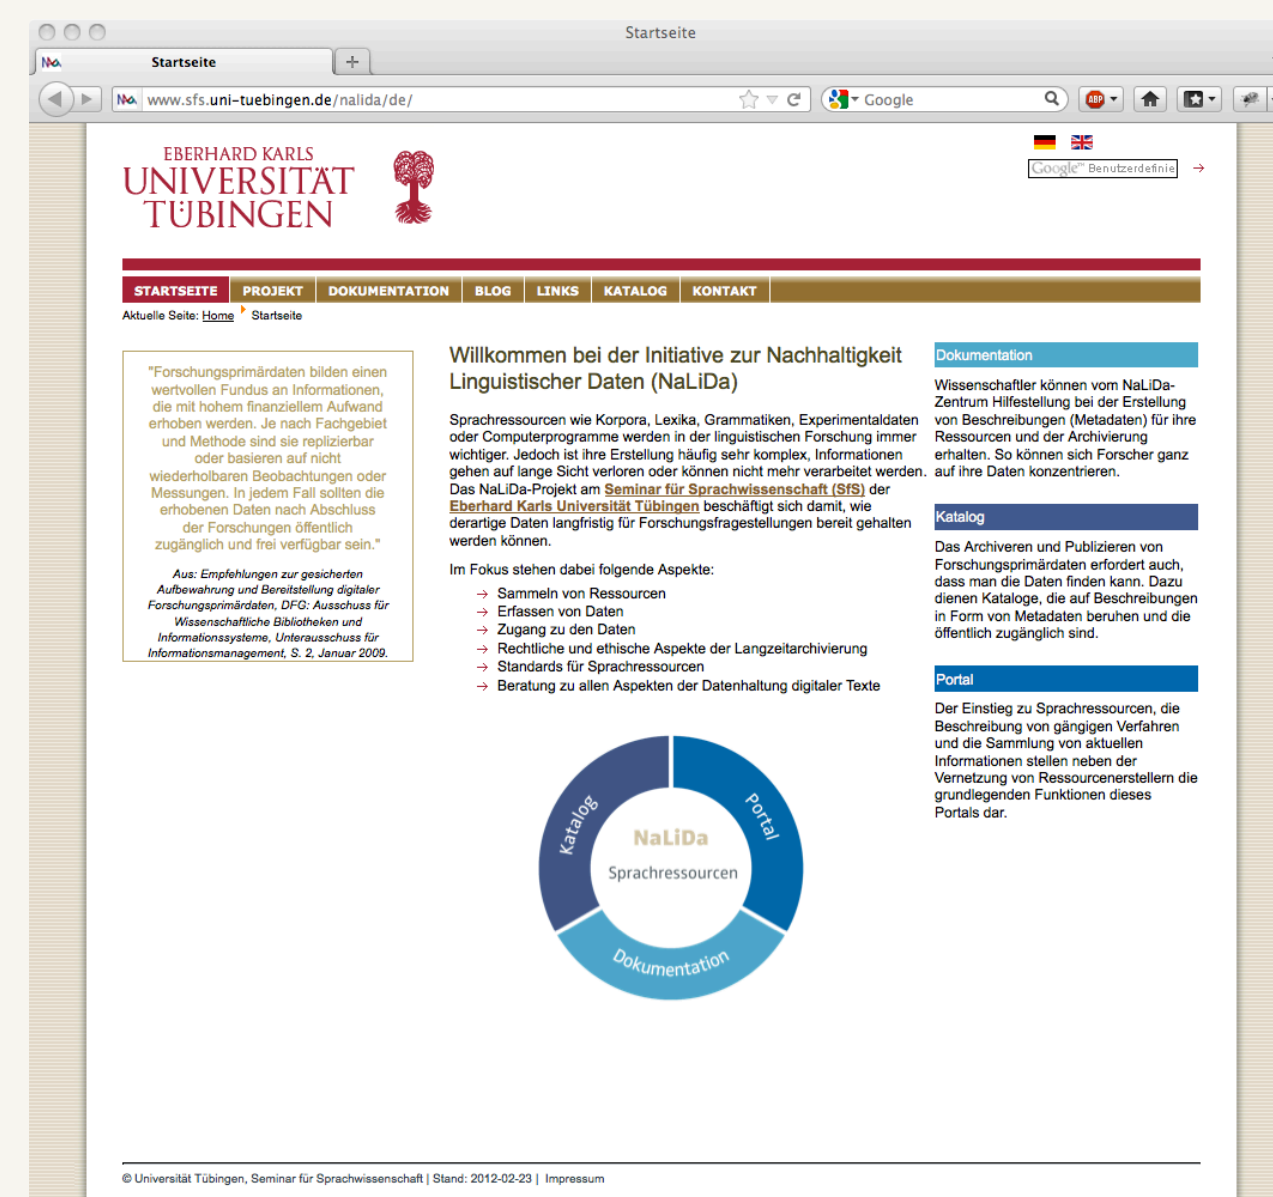 Startseite
Startseite
www.sfs.uni-tuebingen.de/nalida/de/
Google
ABP
EBERHARD KARLS
UNIVERSITÄT
TÜBINGEN
Google™ Benutzerdefinie
STARTSEITE PROJEKT DOKUMENTATION BLOG LINKS KATALOG KONTAKT
Aktuelle Seite: Home Startseite
"Forschungsprimärdaten bilden einen
wertvollen Fundus an Informationen,
die mit hohem finanziellem Aufwand
erhoben werden. Je nach Fachgebiet
und Methode sind sie replizierbar
oder basieren auf nicht
wiederholbaren Beobachtungen oder
Messungen. In jedem Fall sollten die
erhobenen Daten nach Abschluss
der Forschungen öffentlich
zugänglich und frei verfügbar sein."
Aus: Empfehlungen zur gesicherten
Aufbewahrung und Bereitstellung digitaler
Forschungsprimärdaten, DFG: Ausschuss für
Wissenschaftliche Bibliotheken und
Informationssysteme, Unterausschuss für
Informationsmanagement, S. 2, Januar 2009.
Willkommen bei der Initiative zur Nachhaltigkeit
Linguistischer Daten (NaLiDa)
Sprachressourcen wie Korpora, Lexika, Grammatiken, Experimentaldaten
oder Computerprogramme werden in der linguistischen Forschung immer
wichtiger. Jedoch ist ihre Erstellung häufig sehr komplex, Informationen
gehen auf lange Sicht verloren oder können nicht mehr verarbeitet werden.
Das NaLiDa-Projekt am Seminar für Sprachwissenschaft (SfS) der
Eberhard Karls Universität Tübingen beschäftigt sich damit, wie
derartige Daten langfristig für Forschungsfragestellungen bereit gehalten
werden können.
Im Fokus stehen dabei folgende Aspekte:
→ Sammeln von Ressourcen
→ Erfassen von Daten
→ Zugang zu den Daten
→ Rechtliche und ethische Aspekte der Langzeitarchivierung
→ Standards für Sprachressourcen
→ Beratung zu allen Aspekten der Datenhaltung digitaler Texte
Katalog
Portal
NaLiDa
Sprachressourcen
Dokumentation
Dokumentation
Wissenschaftler können vom NaLiDa-
Zentrum Hilfestellung bei der Erstellung
von Beschreibungen (Metadaten) für ihre
Ressourcen und der Archivierung
erhalten. So können sich Forscher ganz
auf ihre Daten konzentrieren.
Katalog
Das Archiveren und Publizieren von
Forschungsprimärdaten erfordert auch,
dass man die Daten finden kann. Dazu
dienen Kataloge, die auf Beschreibungen
in Form von Metadaten beruhen und die
öffentlich zugänglich sind.
Portal
Der Einstieg zu Sprachressourcen, die
Beschreibung von gängigen Verfahren
und die Sammlung von aktuellen
Informationen stellen neben der
Vernetzung von Ressourcenerstellern die
grundlegenden Funktionen dieses
Portals dar.
© Universität Tübingen, Seminar für Sprachwissenschaft | Stand: 2012-02-23 | Impressum